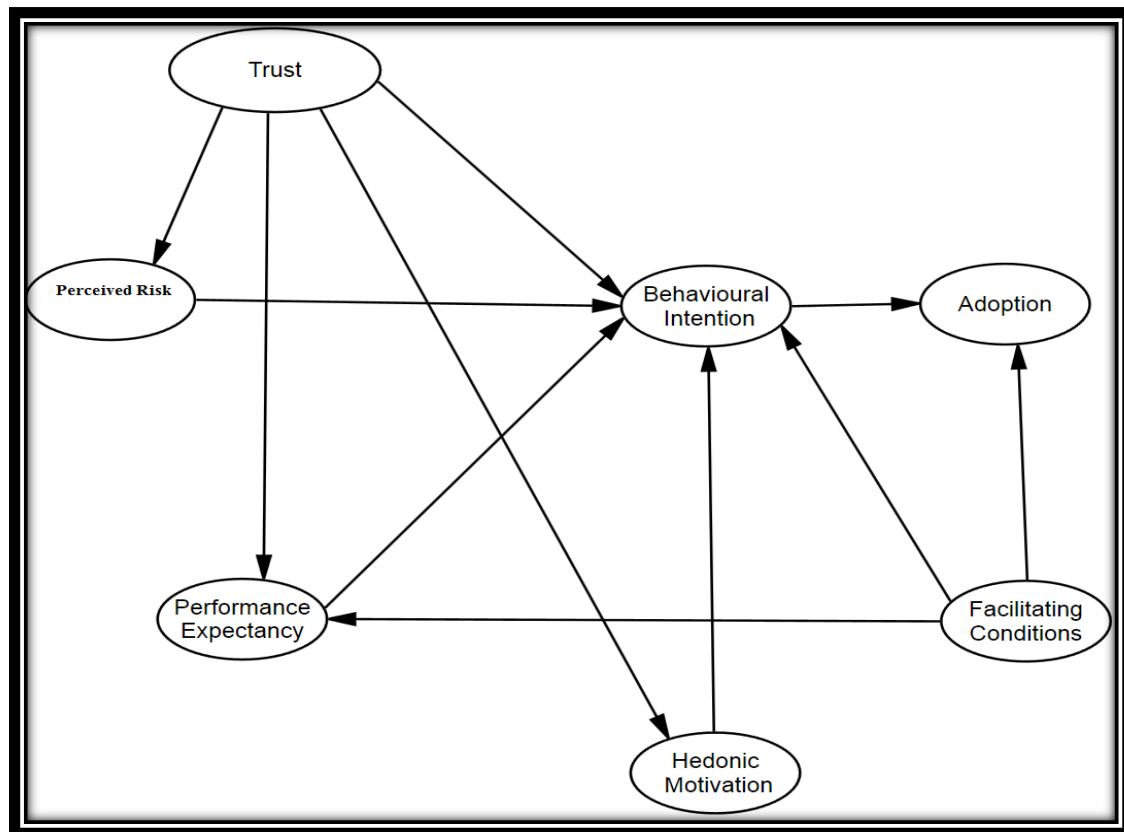 Trust
Perceived Risk
Behavioural
Intention
Adoption
Performance
Expectancy
Facilitating
Conditions
Hedonic
Motivation